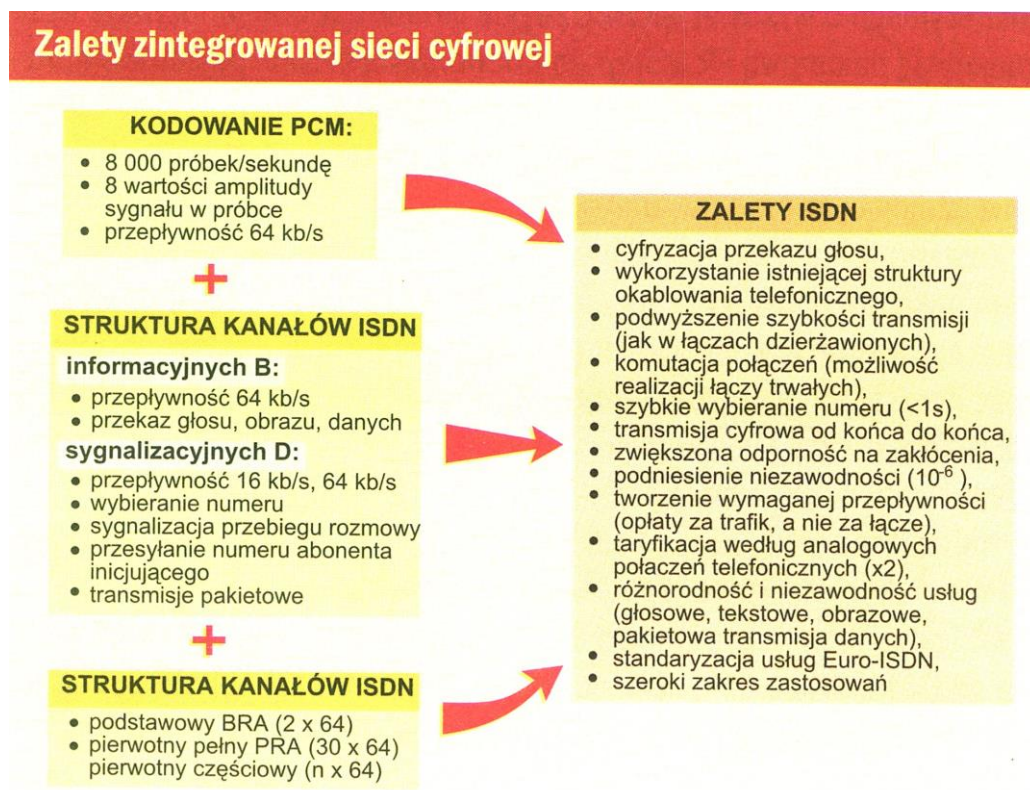 Zalety zintegrowanej sieci cyfrowej
KODOWANIE PCM:
• 8 000 próbek/sekundę
• 8 wartości amplitudy
sygnału w próbce
• przepływność 64 kb/s
+
STRUKTURA KANAŁÓW ISDN
informacyjnych B:
• przepływność 64 kb/s
• przekaz głosu, obrazu, danych
sygnalizacyjnych D:
• przepływność 16 kb/s, 64 kb/s
• wybieranie numeru
• sygnalizacja przebiegu rozmowy
• przesyłanie numeru abonenta
inicjującego
• transmisje pakietowe
+
STRUKTURA KANAŁÓW ISDN
• podstawowy BRA (2 x 64)
• pierwotny pełny PRA (30 x 64)
pierwotny częściowy (n x 64)
ZALETY ISDN
• cyfryzacja przekazu głosu,
• wykorzystanie istniejącej struktury
okablowania telefonicznego,
• podwyższenie szybkości transmisji
(jak w łączach dzierżawionych),
• komutacja połączeń (możliwość
realizacji łączy trwałych),
• szybkie wybieranie numeru (<1s),
• transmisja cyfrowa od końca do końca,
• zwiększona odporność na zakłócenia,
• podniesienie niezawodności (10⁻⁶ ),
• tworzenie wymaganej przepływności
(opłaty za trafik, a nie za łącze),
• taryfikacja według analogowych
połaczeń telefonicznych (x2),
• różnorodność i niezawodność usług
(głosowe, tekstowe, obrazowe,
pakietowa transmisja danych),
• standaryzacja usług Euro-ISDN,
• szeroki zakres zastosowań